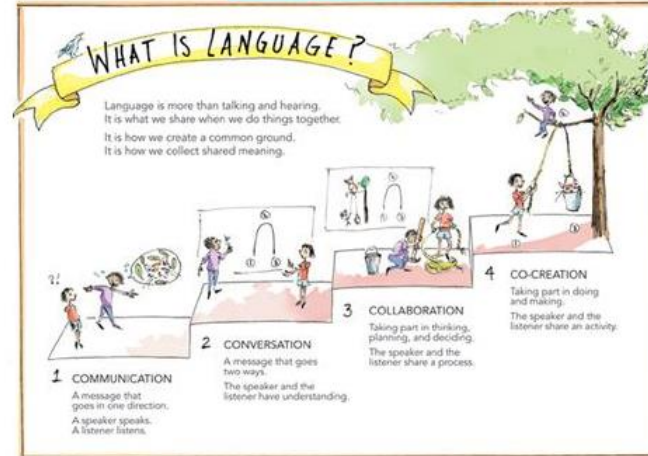 WHAT IS LANGUAGE?
Language is more than talking and hearing.
It is what we share when we do things together.
It is how we create a common ground.
It is how we collect shared meaning.
?!
1 COMMUNICATION
A message that
goes in one direction.
A speaker speaks.
A listener listens.
2 CONVERSATION
A message that goes
two ways.
The speaker and the
listener have understanding.
3 COLLABORATION
Taking part in thinking,
planning, and deciding.
The speaker and the
listener share a process.
4 CO-CREATION
Taking part in doing
and making.
The speaker and the
listener share an activity.